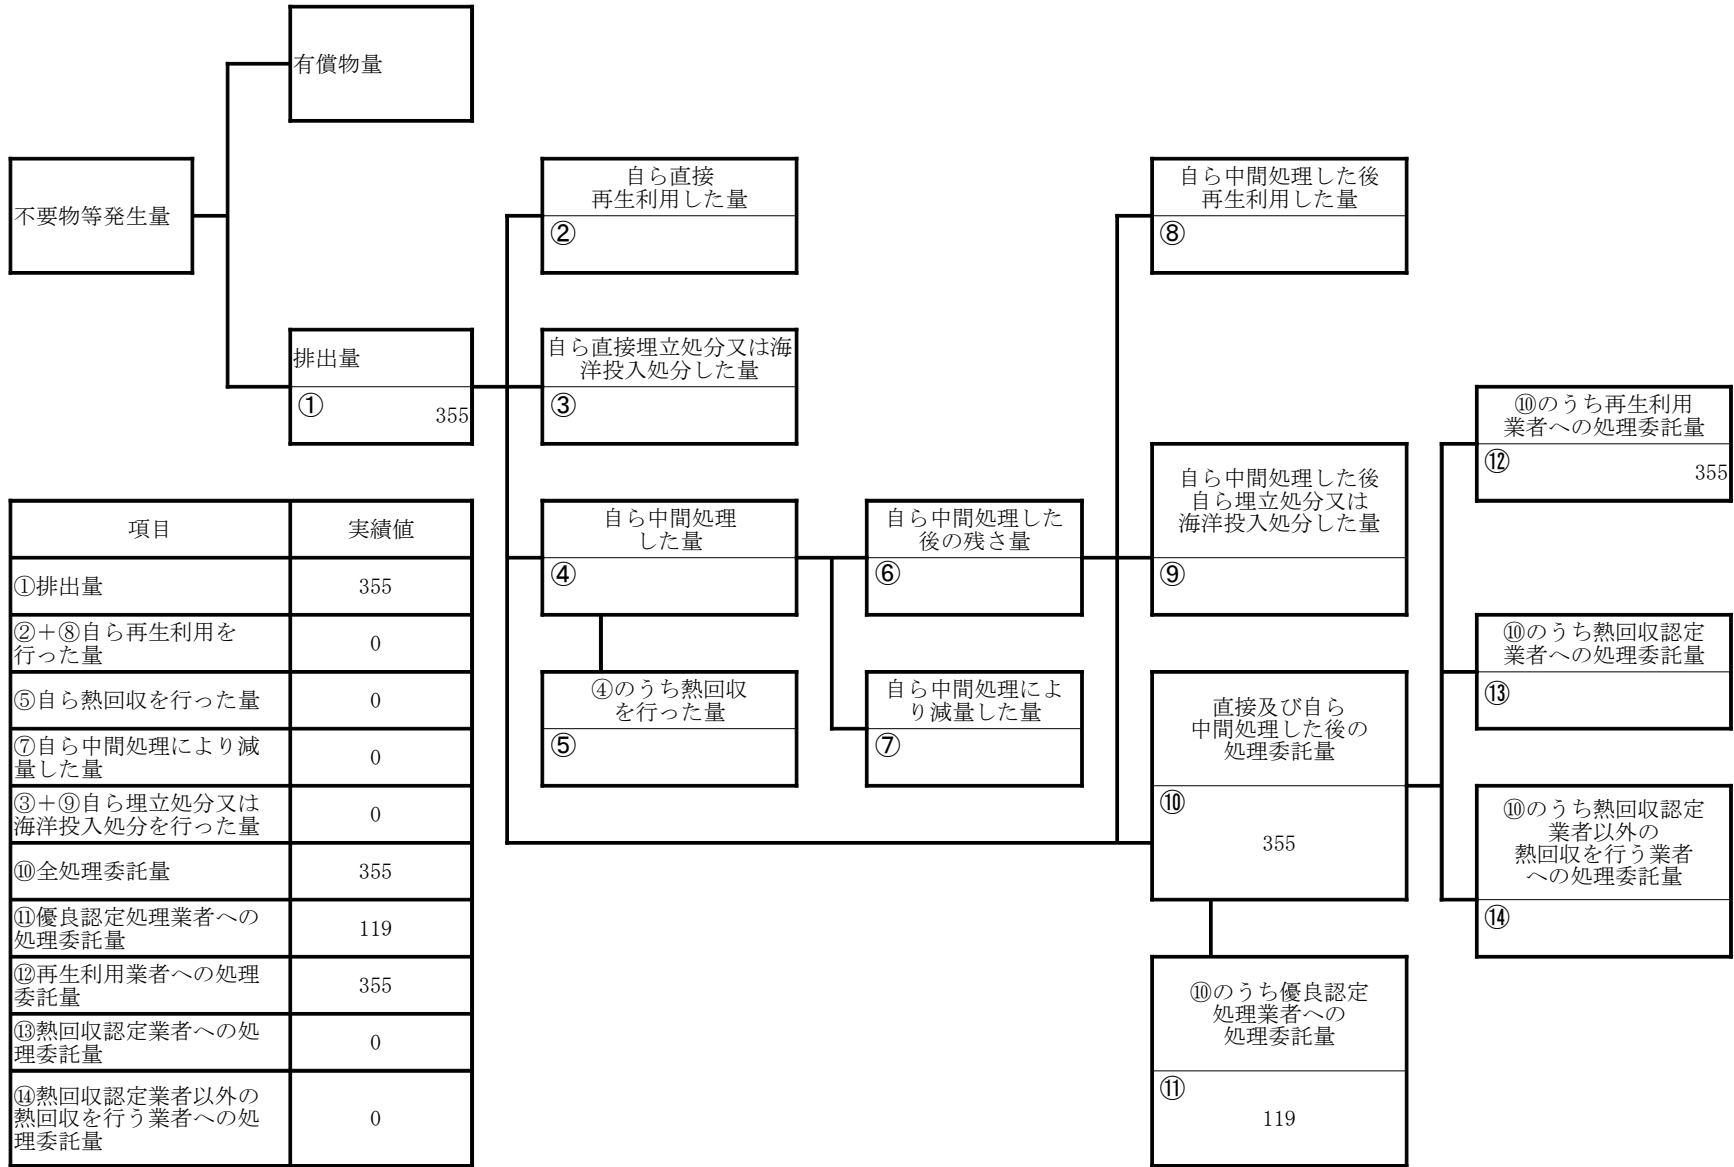 有償物量
不要物等発生量
自ら直接
再生利用した量
②
自ら中間処理した後
再生利用した量
⑧
排出量
①
355
自ら直接埋立処分又は海
洋投入処分した量
③
⑩のうち再生利用
業者への処理委託量
⑫
355
自ら中間処理
した量
④
自ら中間処理した
後の残さ量
⑥
自ら中間処理した後
自ら埋立処分又は
海洋投入処分した量
⑨
⑩のうち熱回収認定
業者への処理委託量
⑬
④のうち熱回収
を行った量
⑤
自ら中間処理によ
り減量した量
⑦
直接及び自ら
中間処理した後の
処理委託量
⑩
355
⑩のうち熱回収認定
業者以外の
熱回収を行う業者
への処理委託量
⑭
⑩のうち優良認定
処理業者への
処理委託量
⑪
119
項目
実績値
①排出量
355
②+⑧自ら再生利用を
行った量
0
⑤自ら熱回収を行った量
0
⑦自ら中間処理により減
量した量
0
③+⑨自ら埋立処分又は
海洋投入処分を行った量
0
⑩全処理委託量
355
⑪優良認定処理業者への
処理委託量
119
⑫再生利用業者への処理
委託量
355
⑬熱回収認定業者への処
理委託量
0
⑭熱回収認定業者以外の
熱回収を行う業者への処
理委託量
0